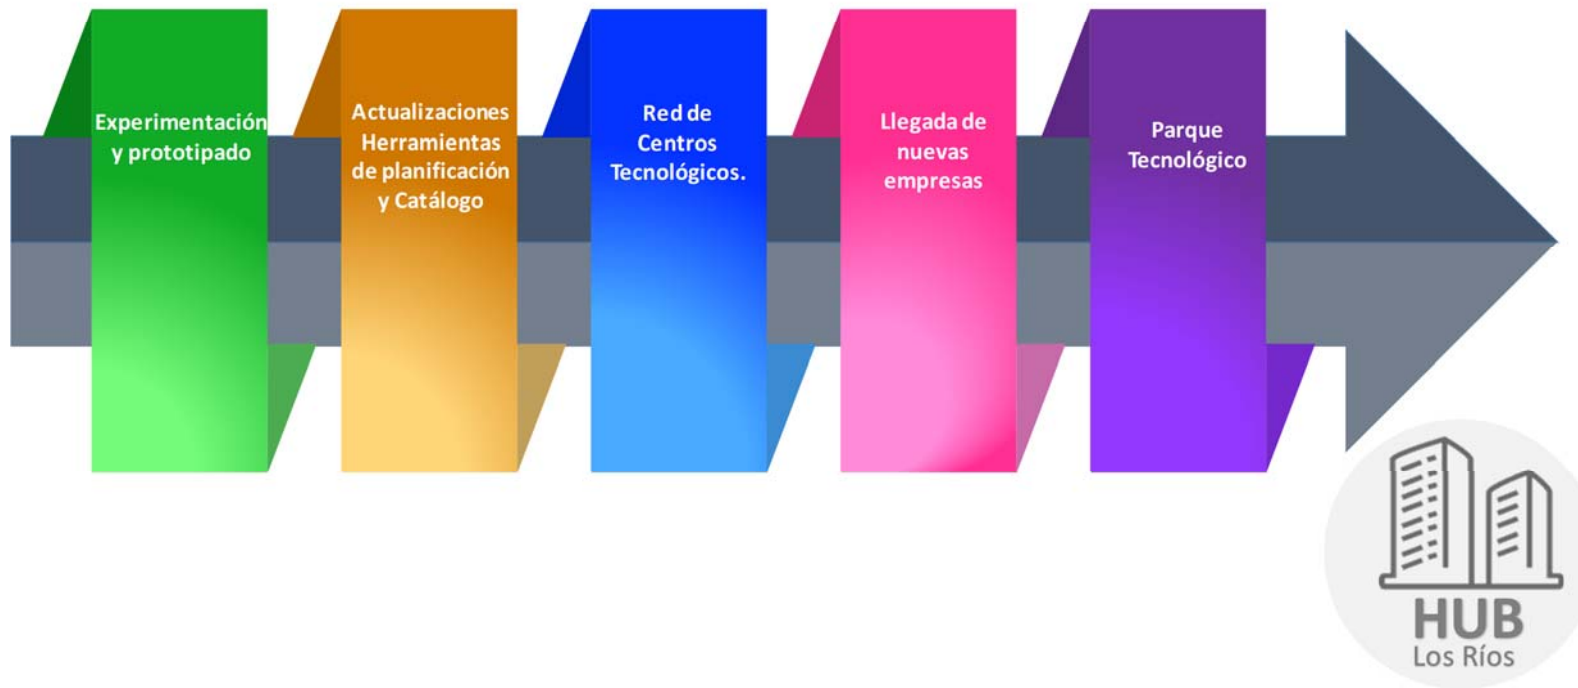 Experimentación
y prototipado
Actualizaciones
Herramientas
de planificación
y Catálogo
Red de
Centros
Tecnológicos.
Llegada de
nuevas
empresas
Parque
Tecnológico
HUB
Los Ríos